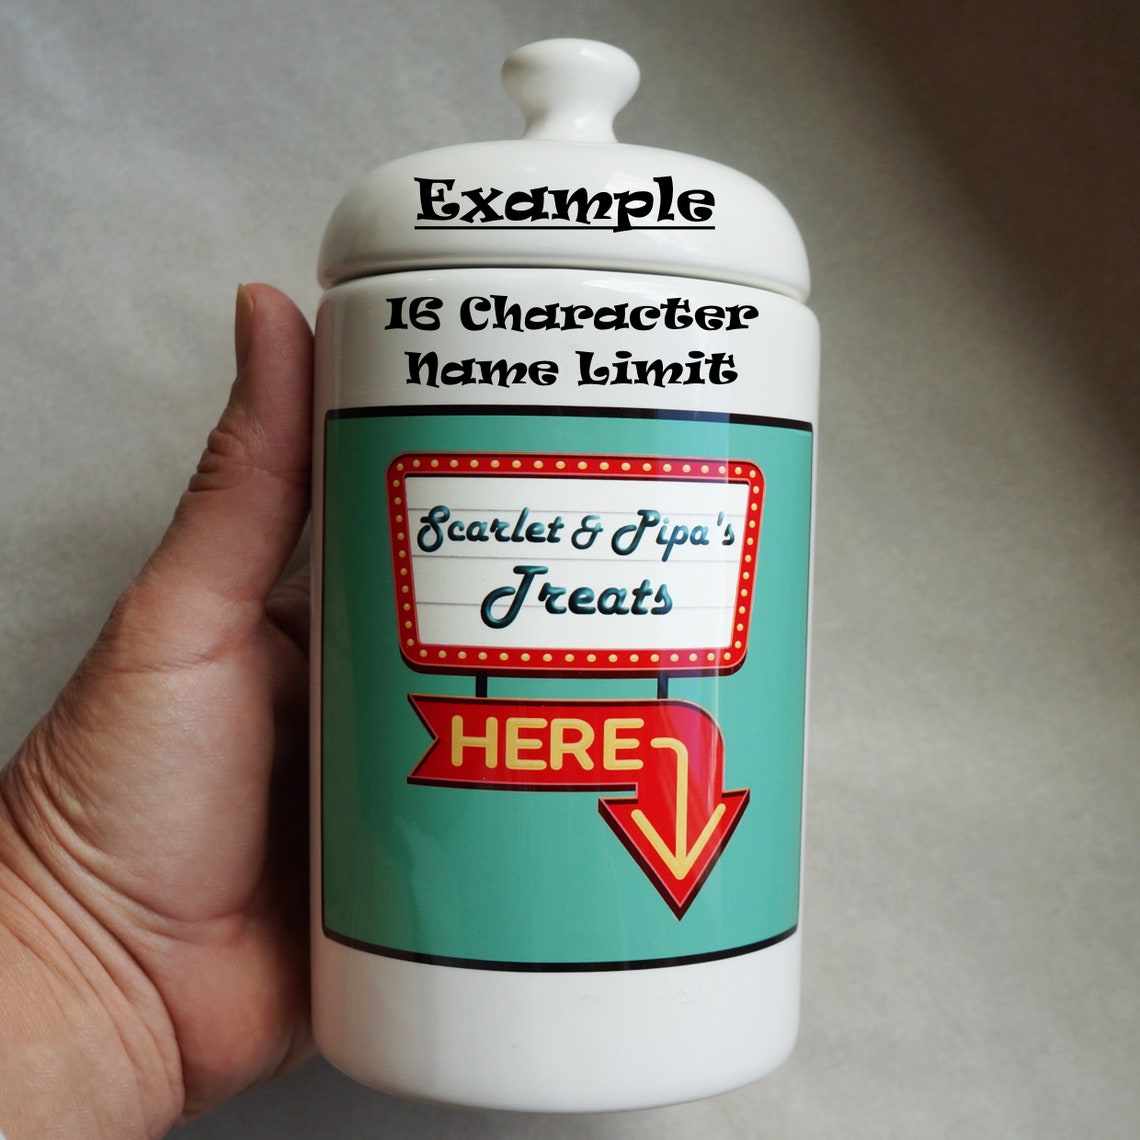 Example
16 Character
Name Limit
Scarlet & Pipa's
Treats
HERE